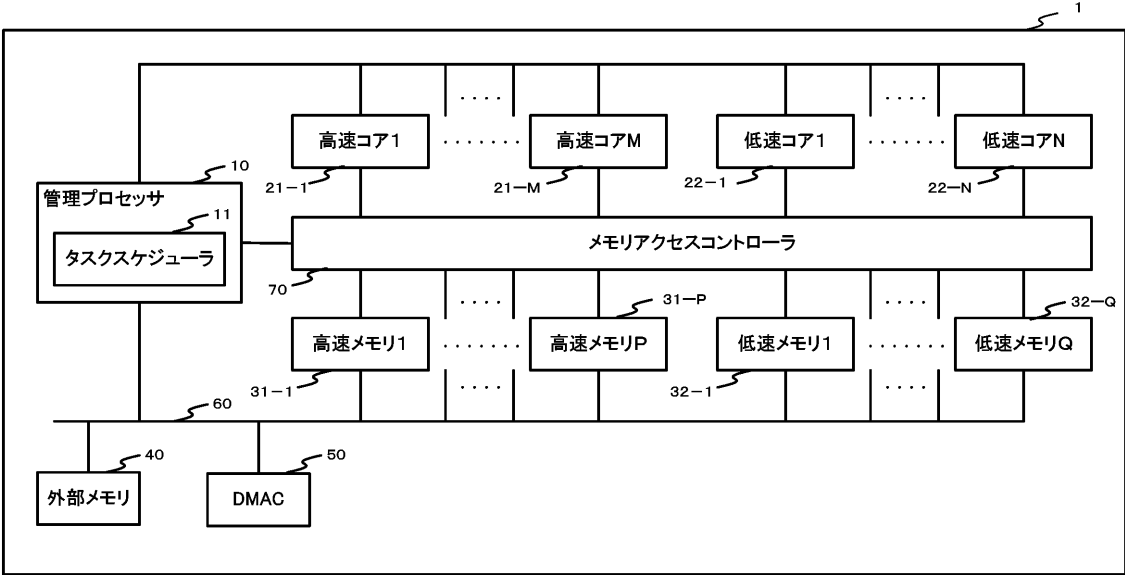 1
‥‥
‥‥
高速コア1
‥‥‥
高速コアM
低速コア1
‥‥‥
低速コアN
10
21-1
21-M
22-1
22-N
管理プロセッサ
11
タスクスケジューラ
メモリアクセスコントローラ
70
‥‥
31-P
‥‥
32-Q
高速メモリ1
‥‥‥
高速メモリP
低速メモリ1
‥‥‥
低速メモリQ
31-1
‥‥
32-1
‥‥
60
40
50
外部メモリ
DMAC